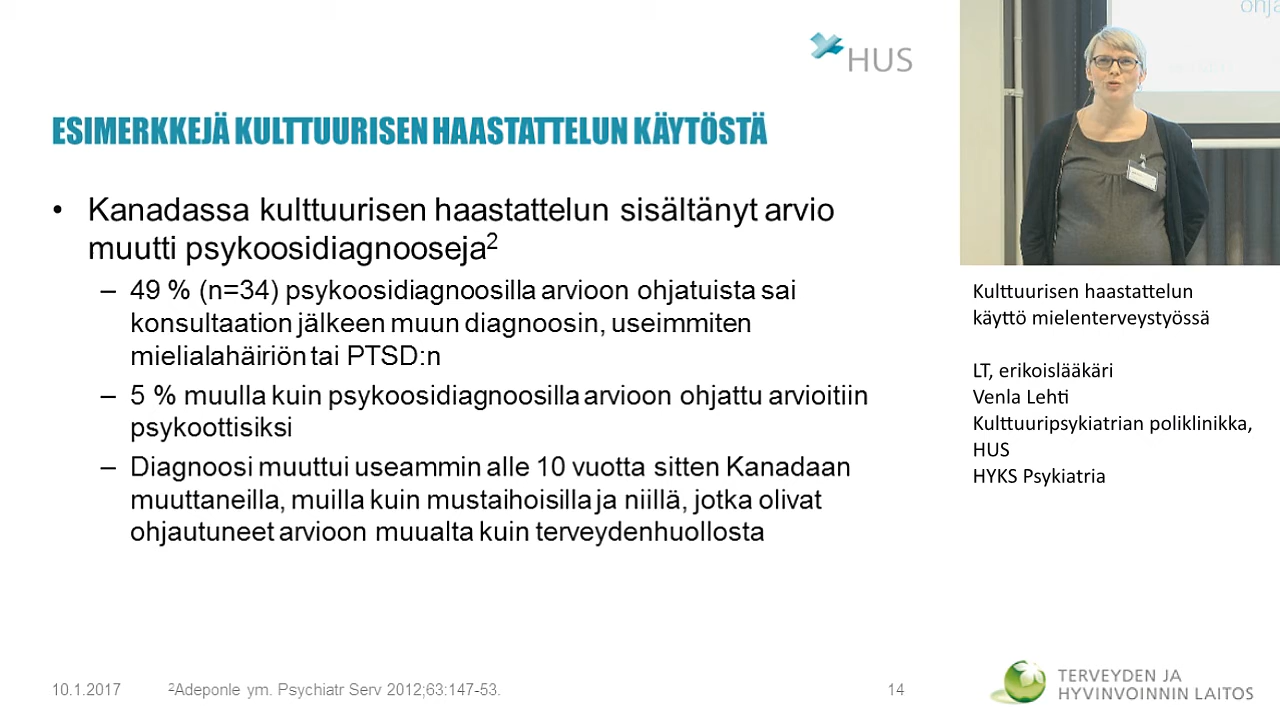 HUS
ESIMERKKEJÄ KULTTUURISEN HAASTATTELUN KÄYTÖSTÄ
• Kanadassa kulttuurisen haastattelun sisältänyt arvio
muutti psykoosidiagnooseja²
– 49 % (n=34) psykoosidiagnoosilla arvioon ohjatuista sai
konsultaation jälkeen muun diagnoosin, useimmiten
mielialahäiriön tai PTSD:n
– 5 % muulla kuin psykoosidiagnoosilla arvioon ohjattu arvioitiin
psykoottisiksi
– Diagnoosi muuttui useammin alle 10 vuotta sitten Kanadaan
muuttaneilla, muilla kuin mustaihoisilla ja niillä, jotka olivat
ohjautuneet arvioon muualta kuin terveydenhuollosta
10.1.2017
²Adeponle ym. Psychiatr Serv 2012;63:147-53.
14
Kulttuurisen haastattelun
käyttö mielenterveystyössä
LT, erikoislääkäri
Venla Lehti
Kulttuuripsykiatrian poliklinikka,
HUS
HYKS Psykiatria
TERVEYDEN JA
HYVINVOINNIN LAITOS